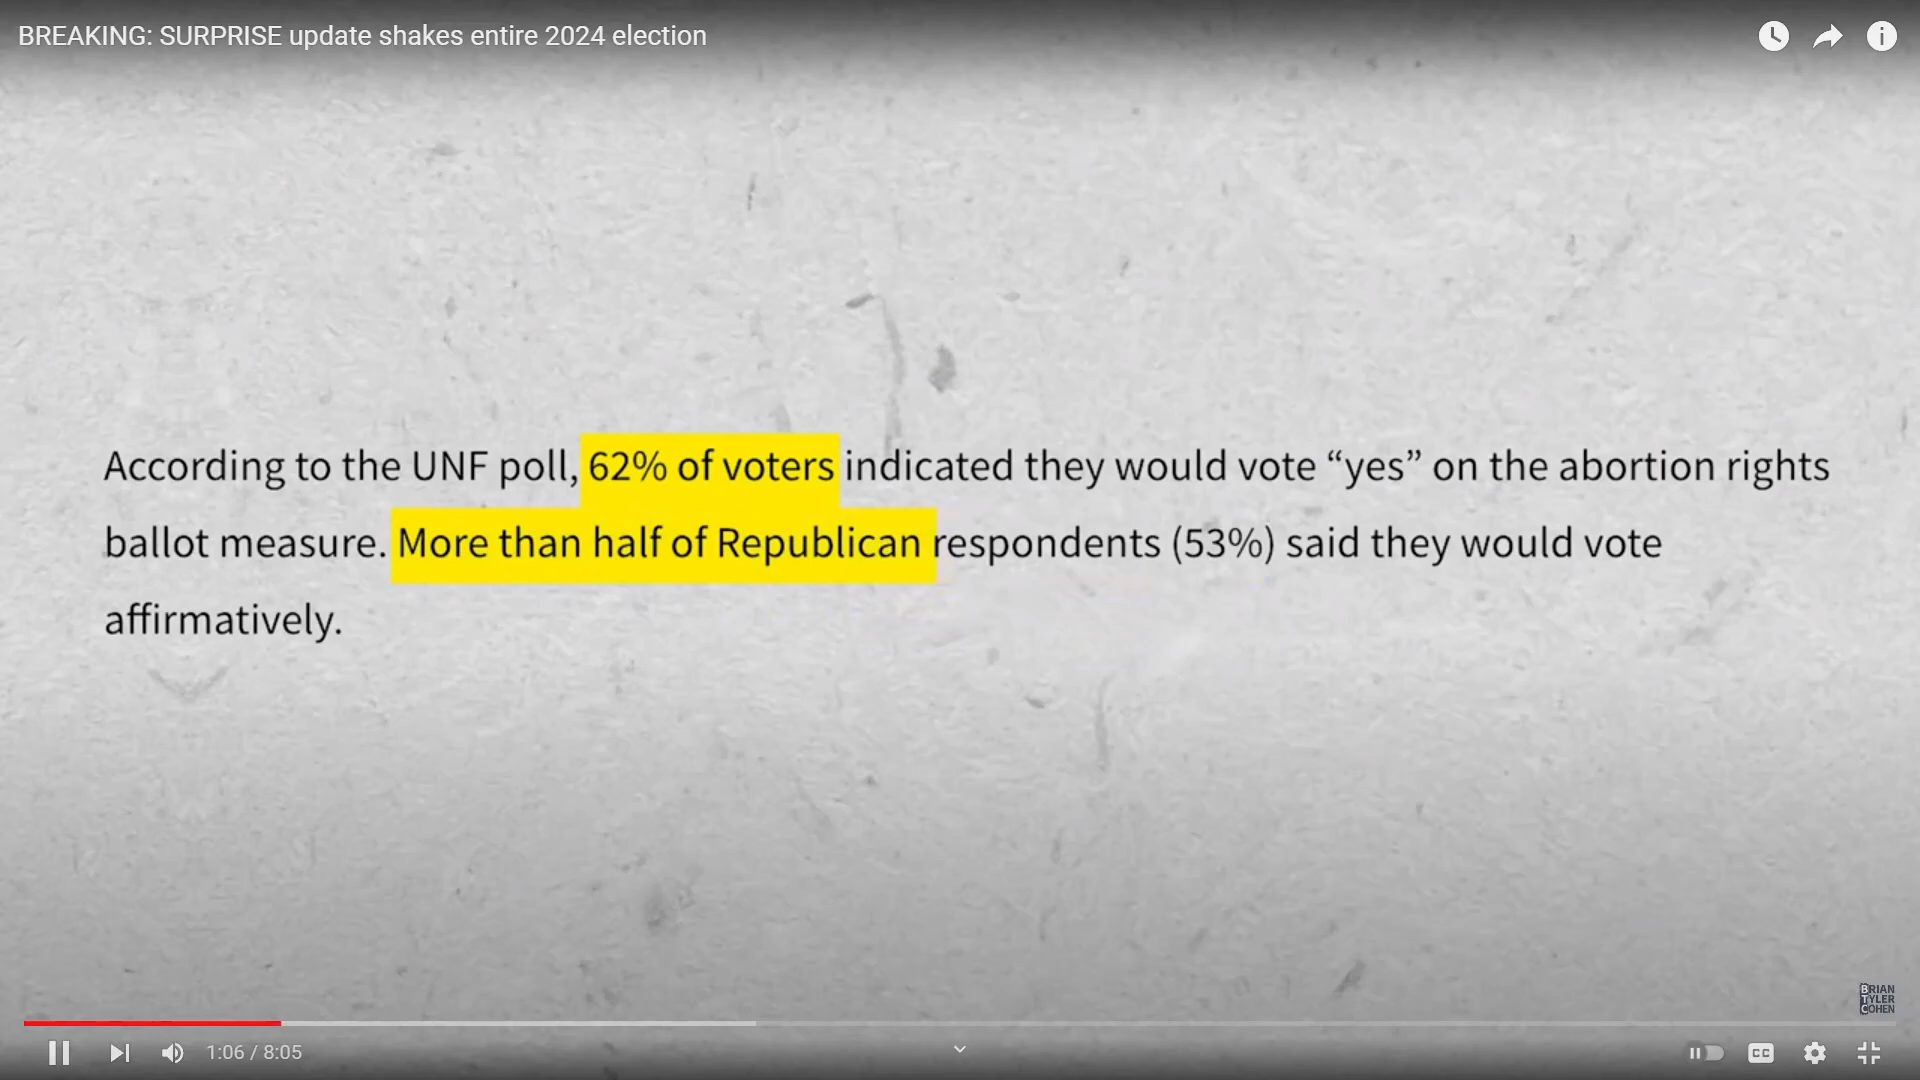 BREAKING: SURPRISE update shakes entire 2024 election
According to the UNF poll, 62% of voters indicated they would vote “yes” on the abortion rights
ballot measure. More than half of Republican respondents (53%) said they would vote
affirmatively.
BRIAN
TYLER
COHEN
1:06 / 8:05
CC